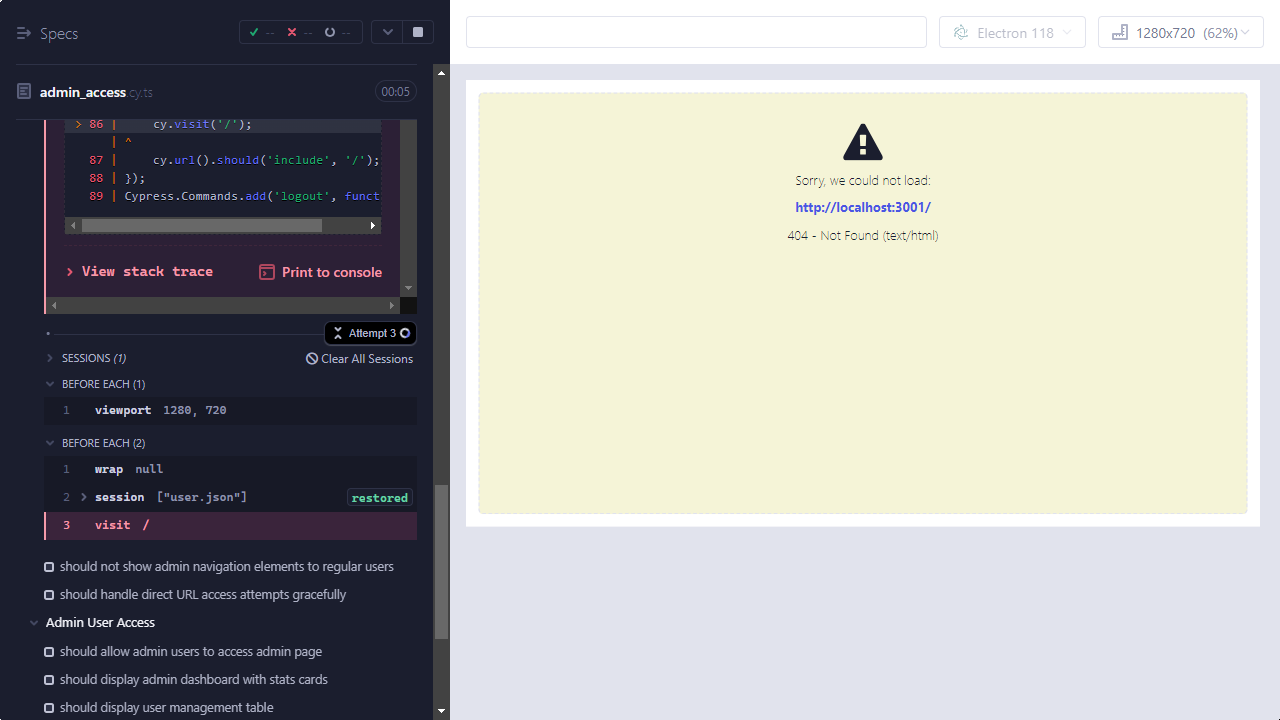 Specs
--
--
--
Electron 118
1280x720 (62%)
admin_access.cy.ts
00:05
> 86 |     cy.visit('/');
| ^
87 |     cy.url().should('include', '/');
88 | });
89 | Cypress.Commands.add('logout', funct
View stack trace
Print to console
Attempt 3
SESSIONS (1)
Clear All Sessions
BEFORE EACH (1)
1 viewport 1280, 720
BEFORE EACH (2)
1 wrap null
2 session ["user.json"] restored
3 visit /
should not show admin navigation elements to regular users
should handle direct URL access attempts gracefully
Admin User Access
should allow admin users to access admin page
should display admin dashboard with stats cards
should display user management table
Sorry, we could not load:
http://localhost:3001/
404 - Not Found (text/html)